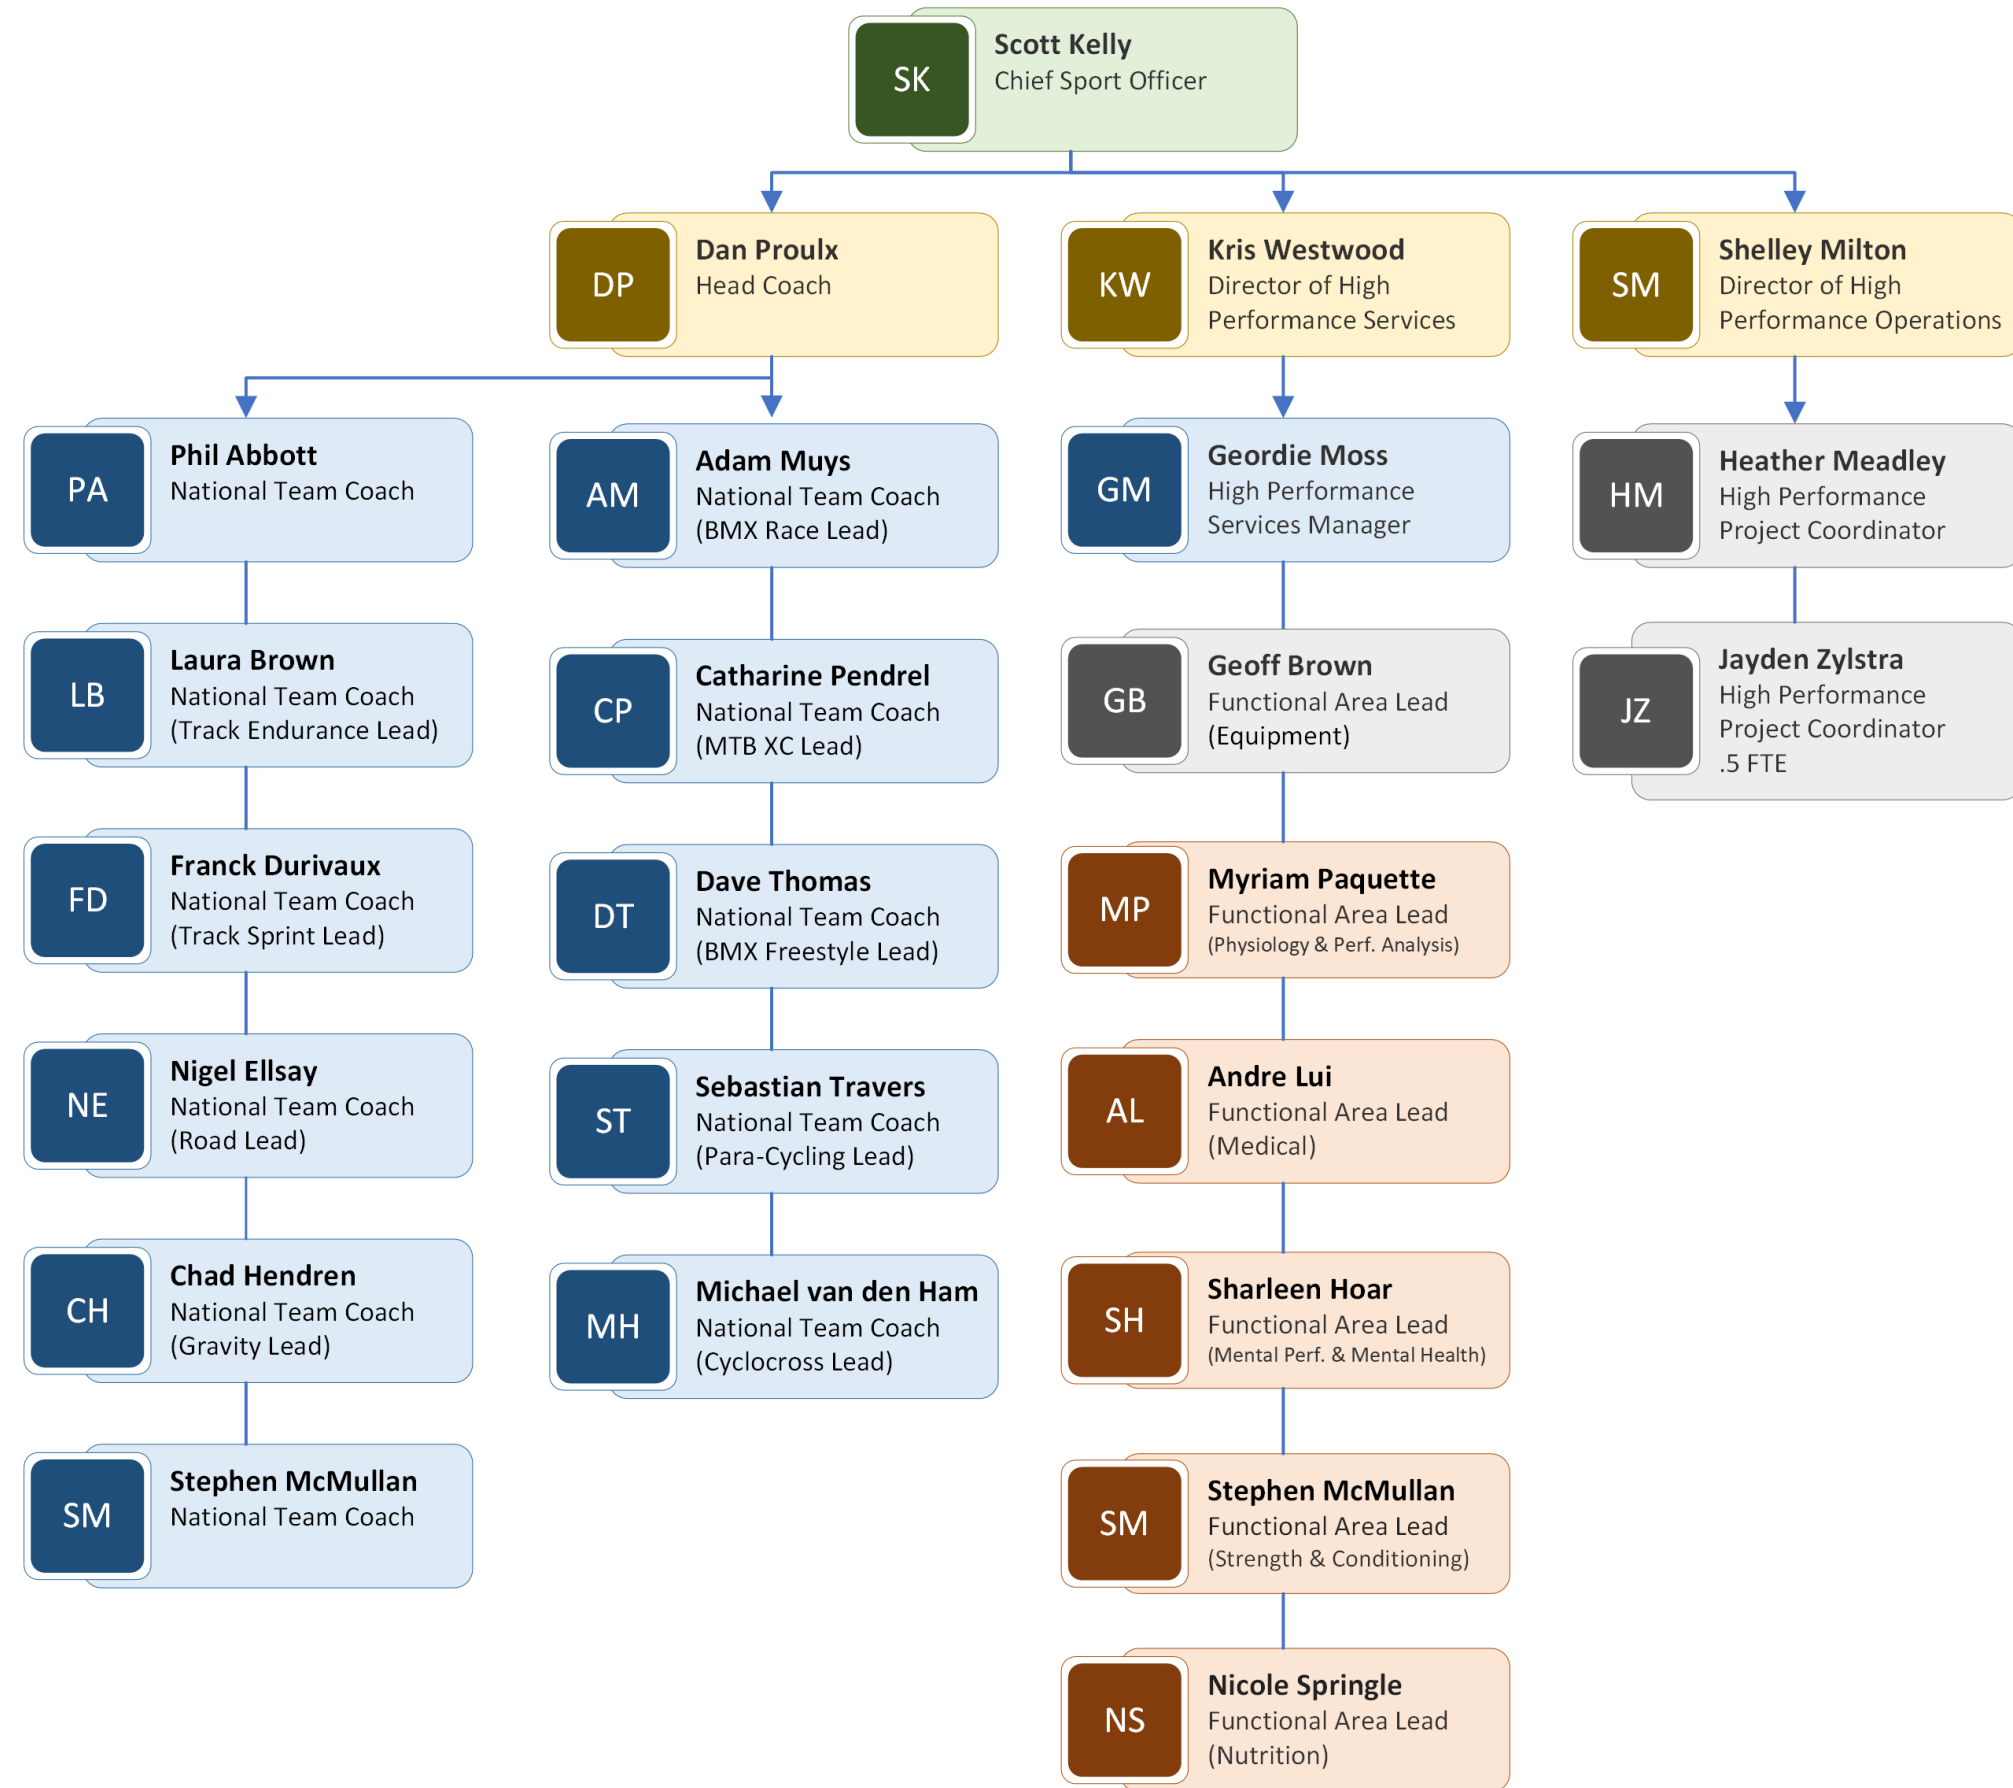 SK
Scott Kelly
Chief Sport Officer
DP
Dan Proulx
Head Coach
KW
Kris Westwood
Director of High
Performance Services
SM
Shelley Milton
Director of High
Performance Operations
PA
Phil Abbott
National Team Coach
AM
Adam Muys
National Team Coach
(BMX Race Lead)
GM
Geordie Moss
High Performance
Services Manager
HM
Heather Meadley
High Performance
Project Coordinator
LB
Laura Brown
National Team Coach
(Track Endurance Lead)
CP
Catharine Pendrel
National Team Coach
(MTB XC Lead)
GB
Geoff Brown
Functional Area Lead
(Equipment)
JZ
Jayden Zylstra
High Performance
Project Coordinator
.5 FTE
FD
Franck Durivaux
National Team Coach
(Track Sprint Lead)
DT
Dave Thomas
National Team Coach
(BMX Freestyle Lead)
MP
Myriam Paquette
Functional Area Lead
(Physiology & Perf. Analysis)
NE
Nigel Ellsay
National Team Coach
(Road Lead)
ST
Sebastian Travers
National Team Coach
(Para-Cycling Lead)
AL
Andre Lui
Functional Area Lead
(Medical)
CH
Chad Hendren
National Team Coach
(Gravity Lead)
MH
Michael van den Ham
National Team Coach
(Cyclocross Lead)
SH
Sharleen Hoar
Functional Area Lead
(Mental Perf. & Mental Health)
SM
Stephen McMullan
National Team Coach
SM
Stephen McMullan
Functional Area Lead
(Strength & Conditioning)
NS
Nicole Springle
Functional Area Lead
(Nutrition)